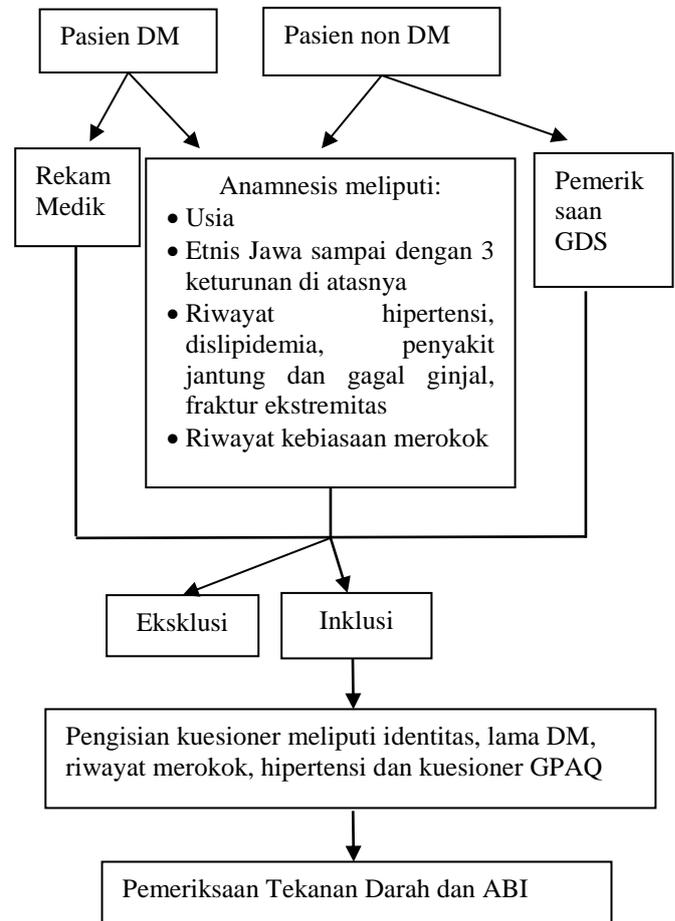 Pasien DM
Pasien non DM
Rekam
Medik
Anamnesis meliputi:
• Usia
• Etnis Jawa sampai dengan 3
keturunan di atasnya
• Riwayat hipertensi,
dislipidemia, penyakit
jantung dan gagal ginjal,
fraktur ekstremitas
• Riwayat kebiasaan merokok
Pemerik
saan
GDS
Eksklusi
Inklusi
Pengisian kuesioner meliputi identitas, lama DM,
riwayat merokok, hipertensi dan kuesioner GPAQ
Pemeriksaan Tekanan Darah dan ABI